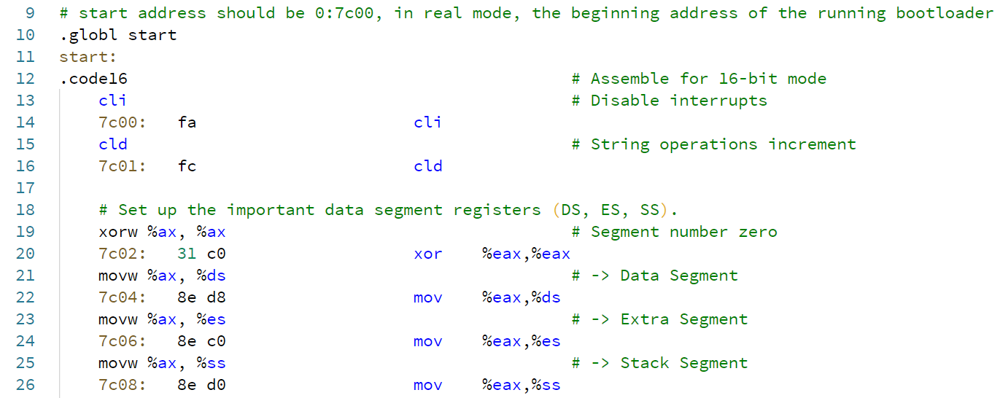 9 # start address should be 0:7c00, in real mode, the beginning address of the running bootloader
10 .globl start
11 start:
12 .code16 # Assemble for 16-bit mode
13 cli # Disable interrupts
14 7c00: fa cli
15 cld # String operations increment
16 7c01: fc cld
17
18 # Set up the important data segment registers (DS, ES, SS).
19 xorw %ax, %ax # Segment number zero
20 7c02: 31 c0 xor %eax,%eax
21 movw %ax, %ds # -> Data Segment
22 7c04: 8e d8 mov %eax,%ds
23 movw %ax, %es # -> Extra Segment
24 7c06: 8e c0 mov %eax,%es
25 movw %ax, %ss # -> Stack Segment
26 7c08: 8e d0 mov %eax,%ss